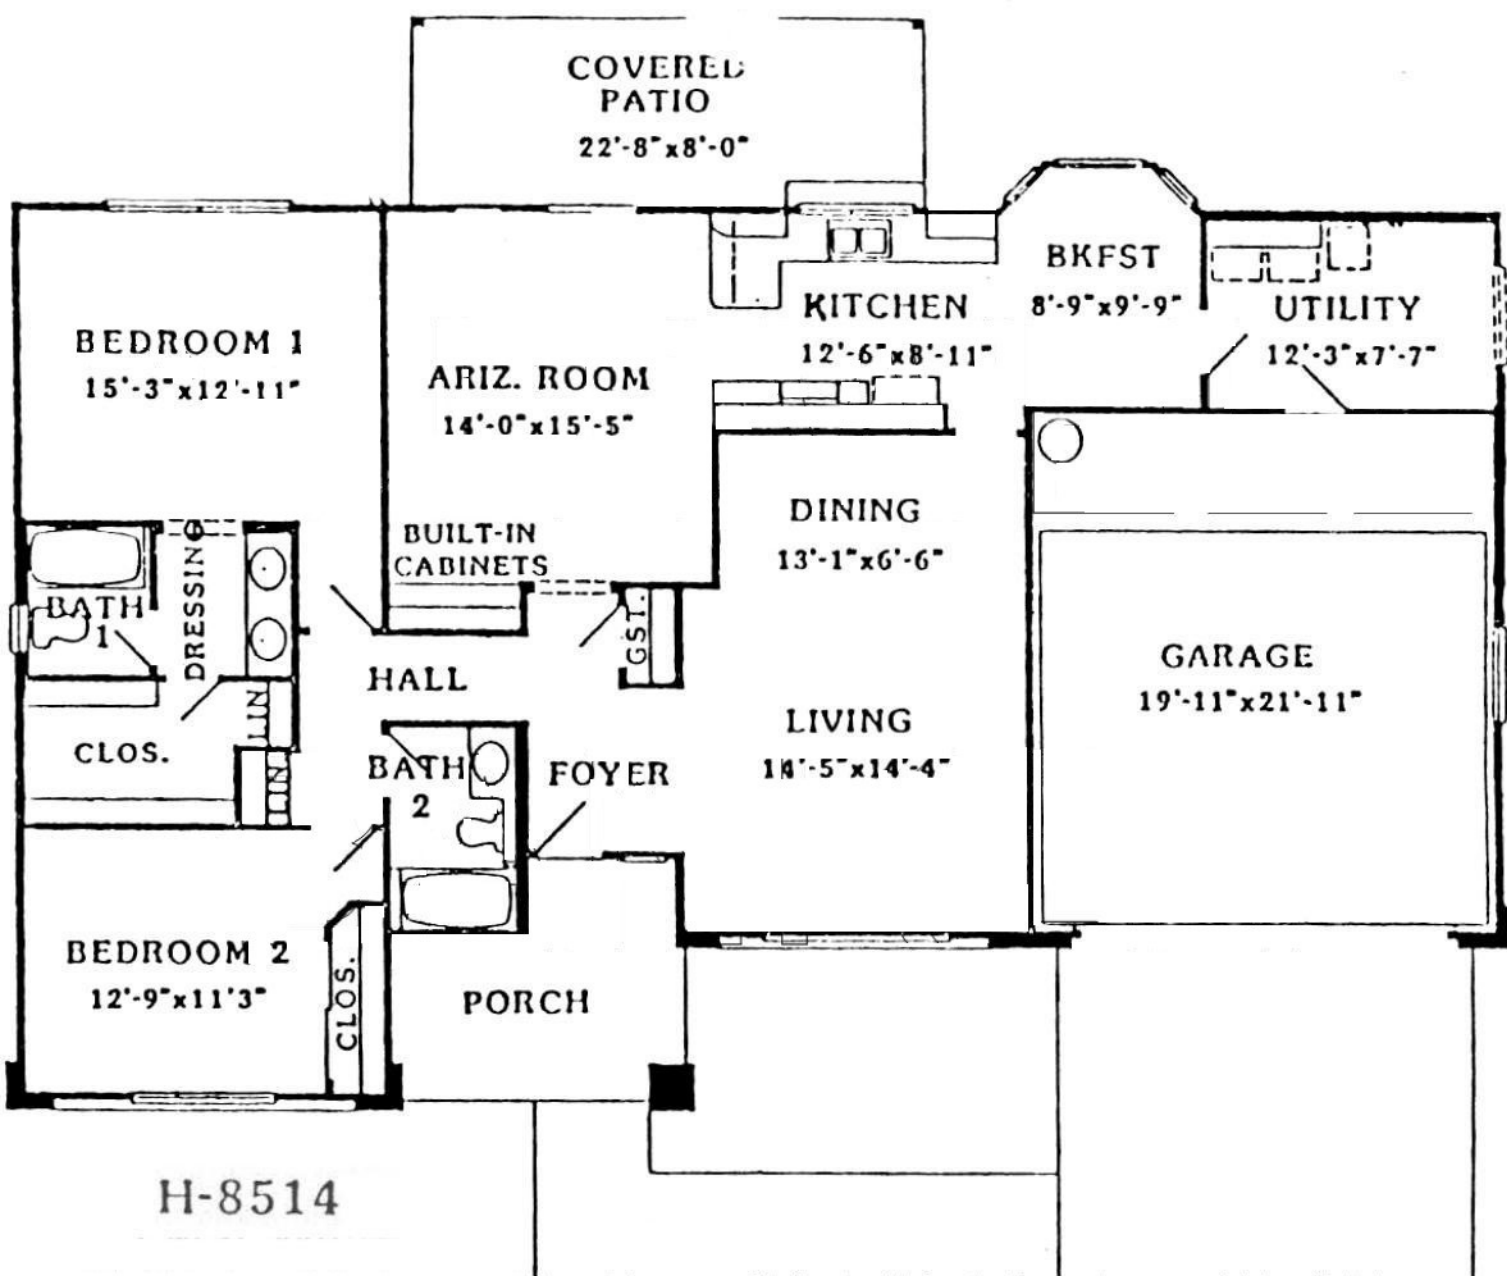 COVERED
PATIO
22'-8"x8'-0"
BKFST
8'-9"x9'-9"
KITCHEN
12'-6"x8'-11"
UTILITY
12'-3"x7'-7"
BEDROOM 1
15'-3"x12'-11"
ARIZ. ROOM
14'-0"x15'-5"
BUILT-IN
CABINETS
DINING
13'-1"x6'-6"
BATH
1
DRESSING
GST.
HALL
GARAGE
19'-11"x21'-11"
LIVING
14'-5"x14'-4"
LIN
CLOS.
LIN
BATH
2
FOYER
BEDROOM 2
12'-9"x11'3"
CLOS.
PORCH
H-8514